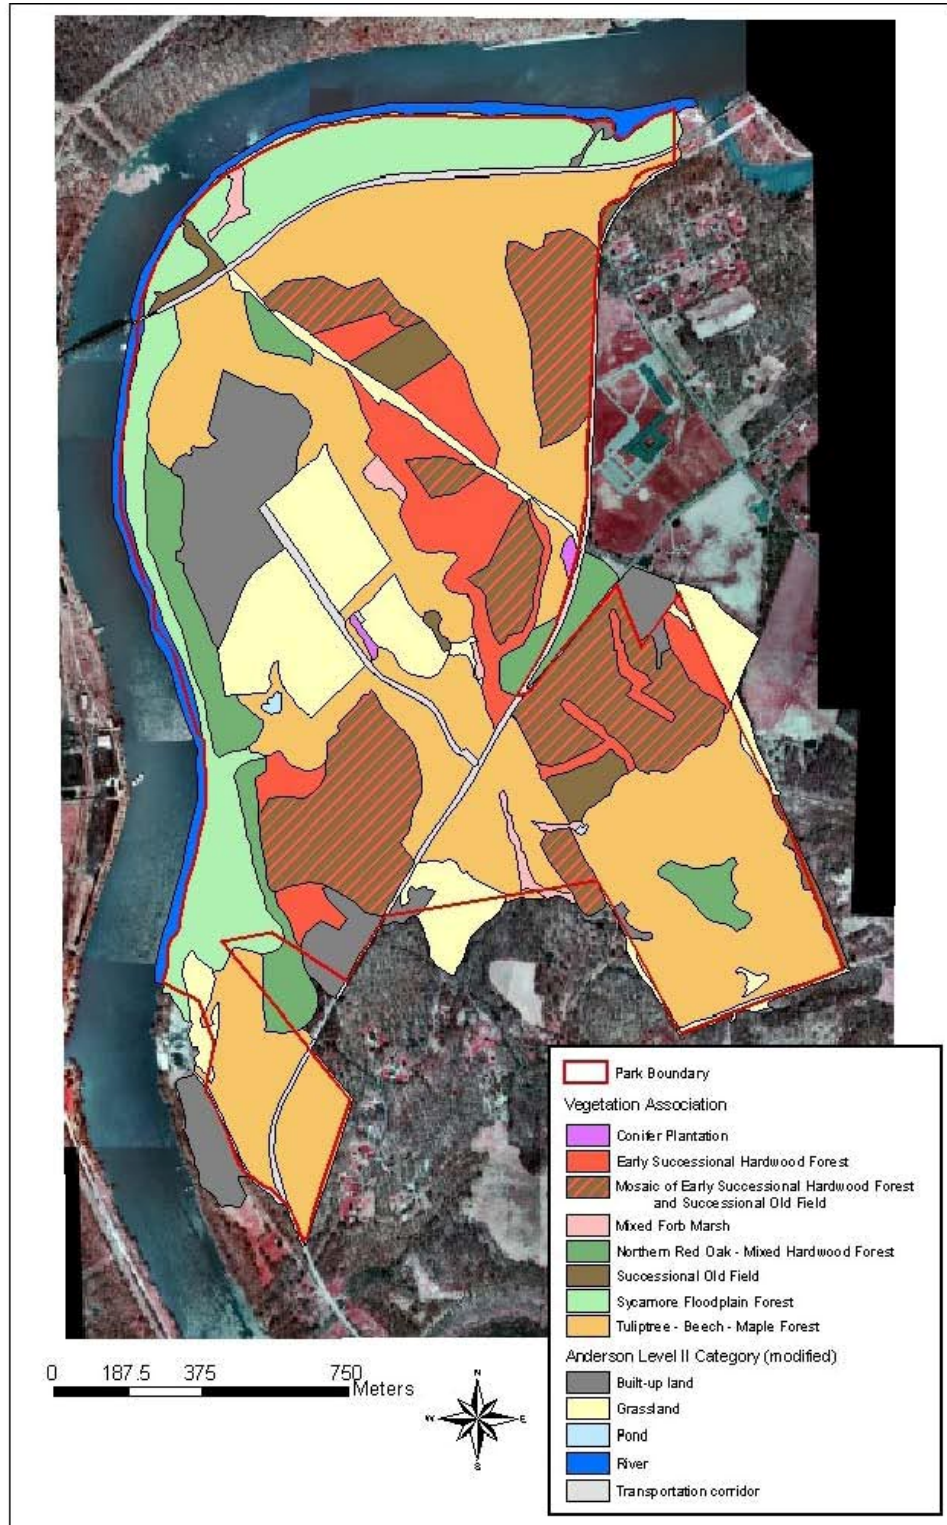 Park Boundary
Vegetation Association
Conifer Plantation
Early Successional Hardwood Forest
Mosaic of Early Successional Hardwood Forest
and Successional Old Field
Mixed Forb Marsh
Northern Red Oak - Mixed Hardwood Forest
Successional Old Field
Sycamore Floodplain Forest
Tuliptree - Beech - Maple Forest
Anderson Level II Category (modified)
Built-up land
Grassland
Pond
River
Transportation corridor
0 187.5 375 750
Meters
N
W E
S